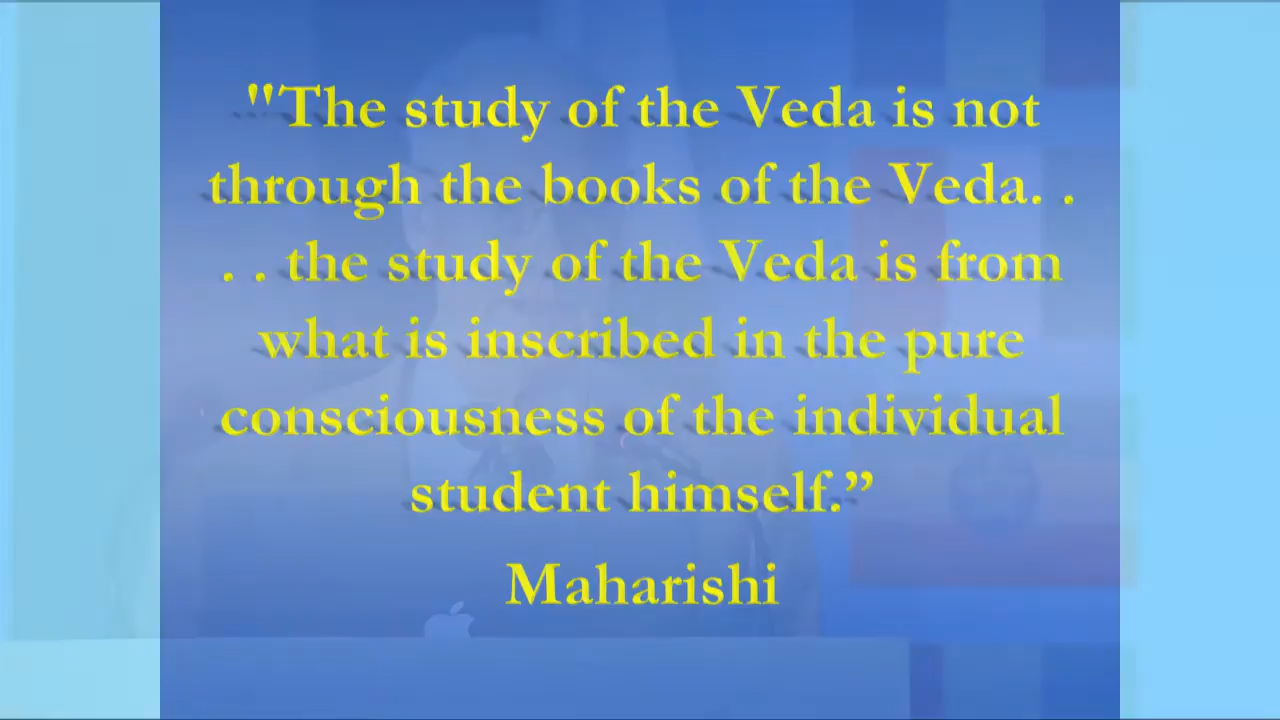 "The study of the Veda is not
through the books of the Veda. .
. . the study of the Veda is from
what is inscribed in the pure
consciousness of the individual
student himself.”
Maharishi